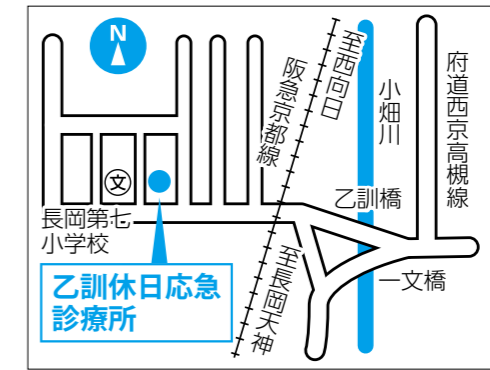 N
至西向日
阪急京都線
小畑川
府道西京高槻線
文
乙訓橋
長岡第七
小学校
一文橋
至長岡天神
乙訓休日応急
診療所